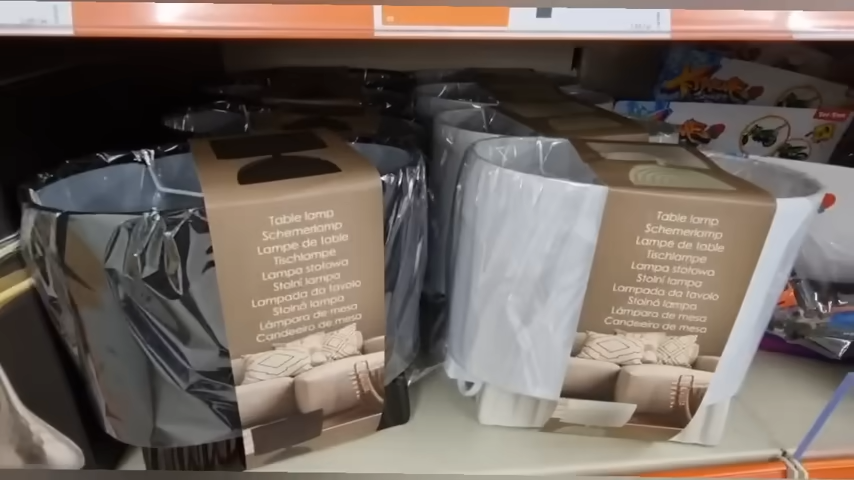 Table lamp
Schemerlamp
Lampe de table
Tischlampe
Lampa stołowa
Stolní lampa
Lampada da tavolo
Stolná lampa
Lámpara de mesa
Candeeiro de mesa
Table lamp
Schemerlamp
Lampe de table
Tischlampe
Lampa stołowa
Stolní lampa
Lampada da tavolo
Stolná lampa
Lámpara de mesa
Candeeiro de mesa